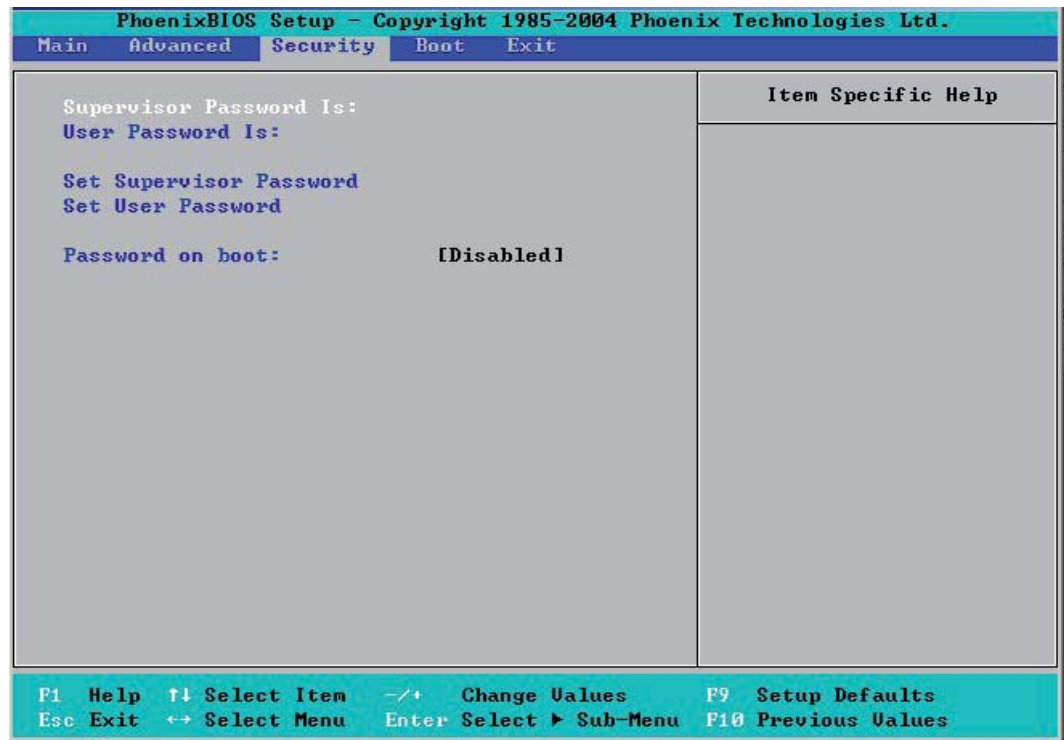 PhoenixBIOS Setup - Copyright 1985-2004 Phoenix Technologies Ltd.
Main Advanced Security Boot Exit
Item Specific Help
Supervisor Password Is:
User Password Is:
Set Supervisor Password
Set User Password
Password on boot: [Disabled]
F1 Help ↑↓ Select Item -/+ Change Values F9 Setup Defaults
Esc Exit ↔ Select Menu Enter Select ▶ Sub-Menu F10 Previous Values